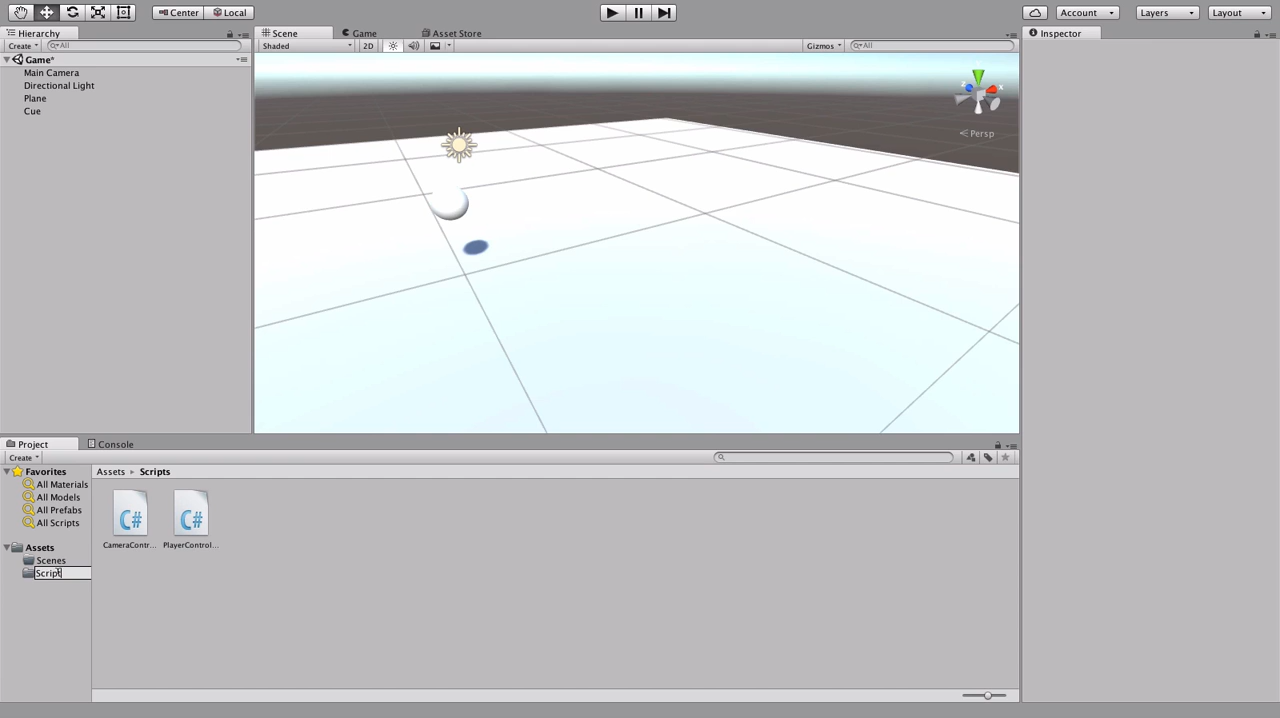 Center Local Account Layers Layout
Hierarchy Scene Game Asset Store Inspector
Create All Shaded 2D Gizmos All
Game*
Main Camera
Directional Light
Plane
Cue
x
z
Persp
Project Console
Create
Favorites Assets Scripts
All Materials
All Models
All Prefabs
All Scripts
C# C#
CameraContr... PlayerControl...
Assets
Scenes
Script